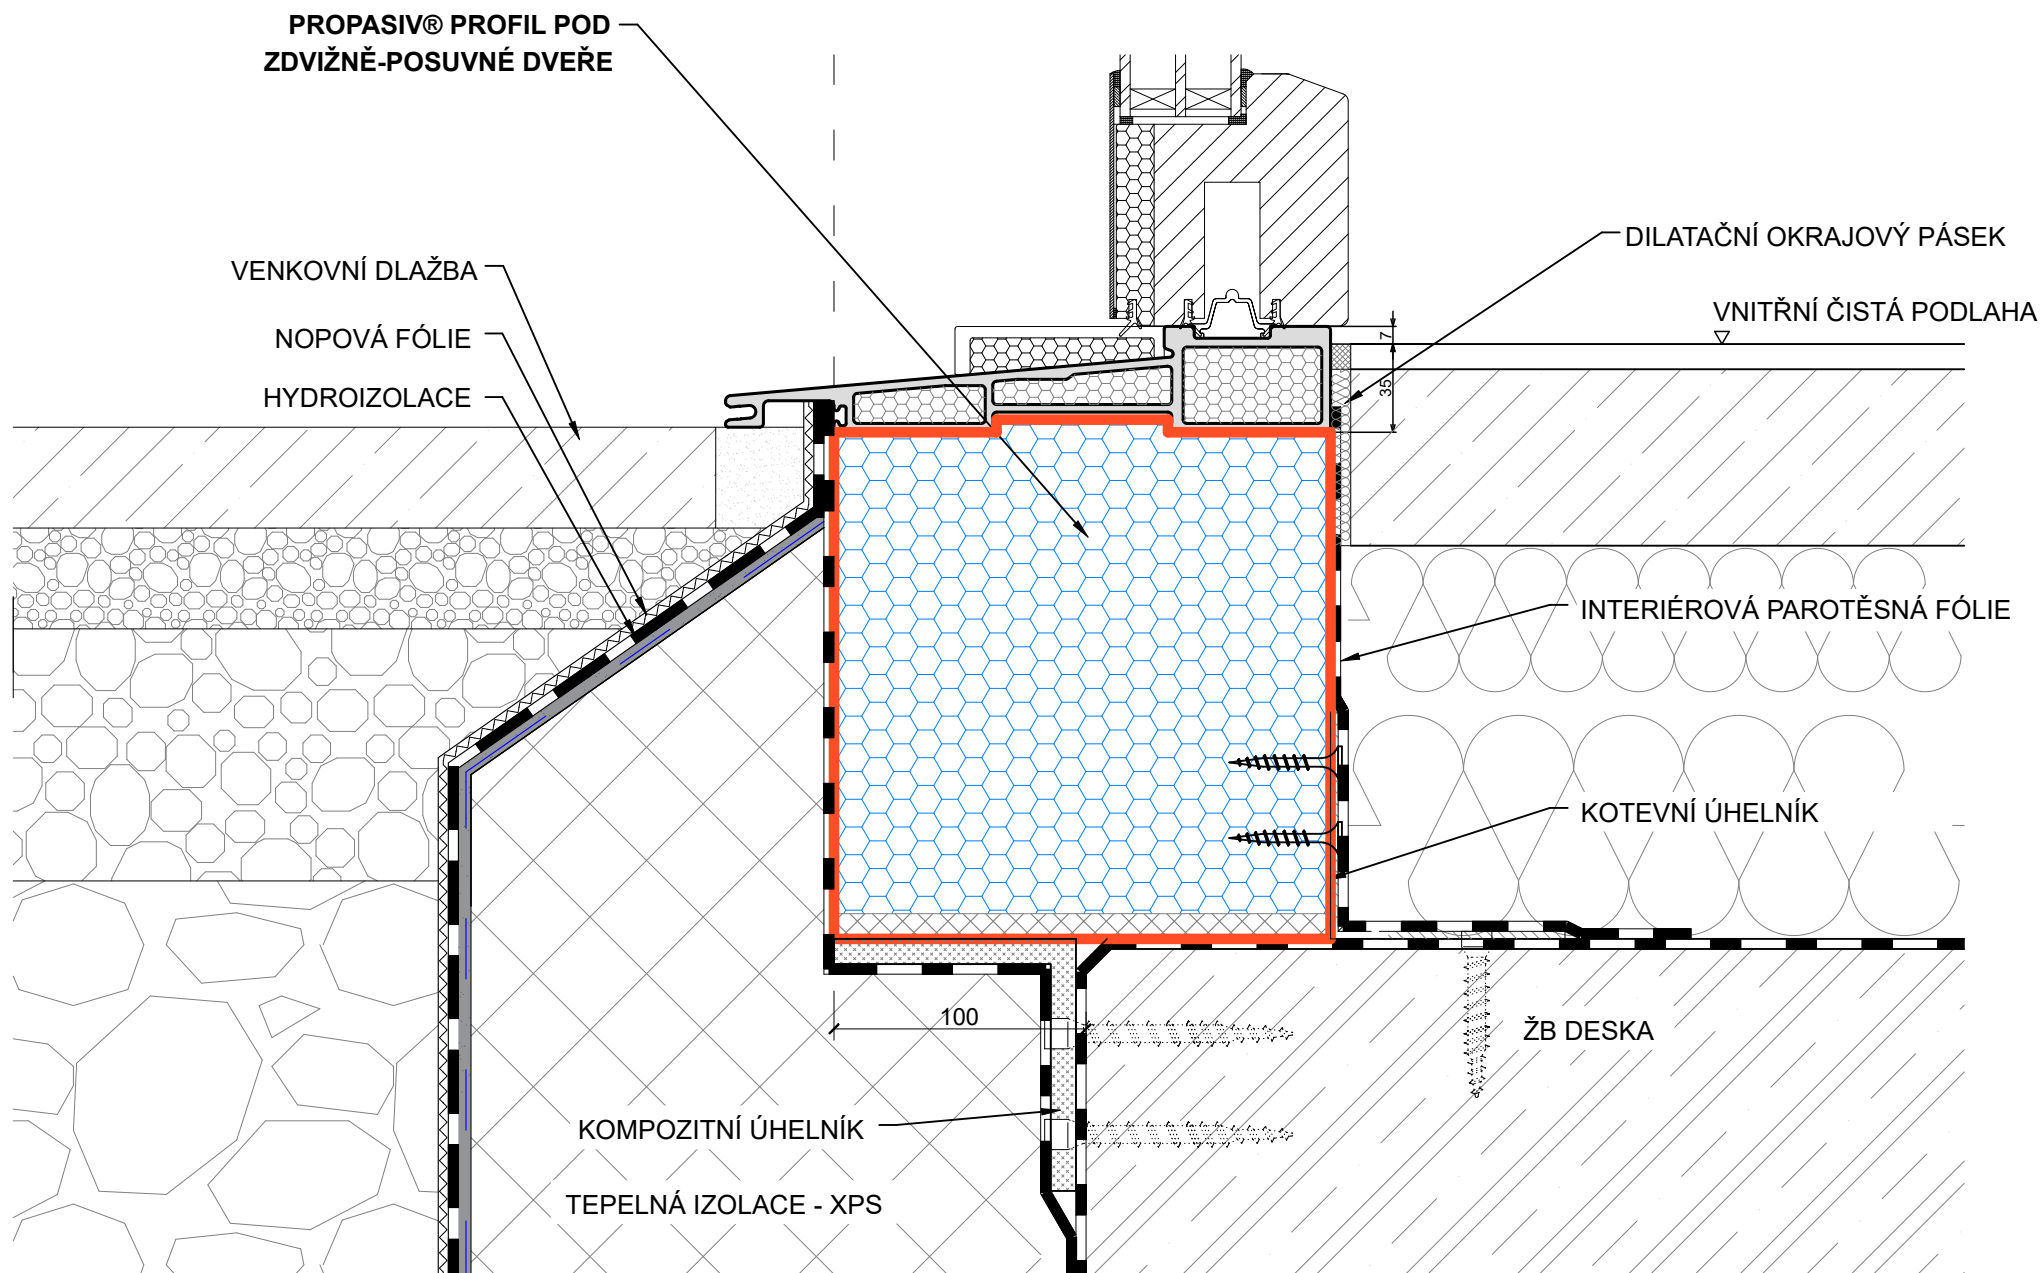 PROPASIV® PROFIL POD
ZDVIŽNĚ-POSUVNÉ DVEŘE
DILATAČNÍ OKRAJOVÝ PÁSEK
VENKOVNÍ DLAŽBA
VNITŘNÍ ČISTÁ PODLAHA
7
NOPOVÁ FÓLIE
35
HYDROIZOLACE
INTERIÉROVÁ PAROTĚSNÁ FÓLIE
KOTEVNÍ ÚHELNÍK
100
ŽB DESKA
KOMPOZITNÍ ÚHELNÍK
TEPELNÁ IZOLACE - XPS